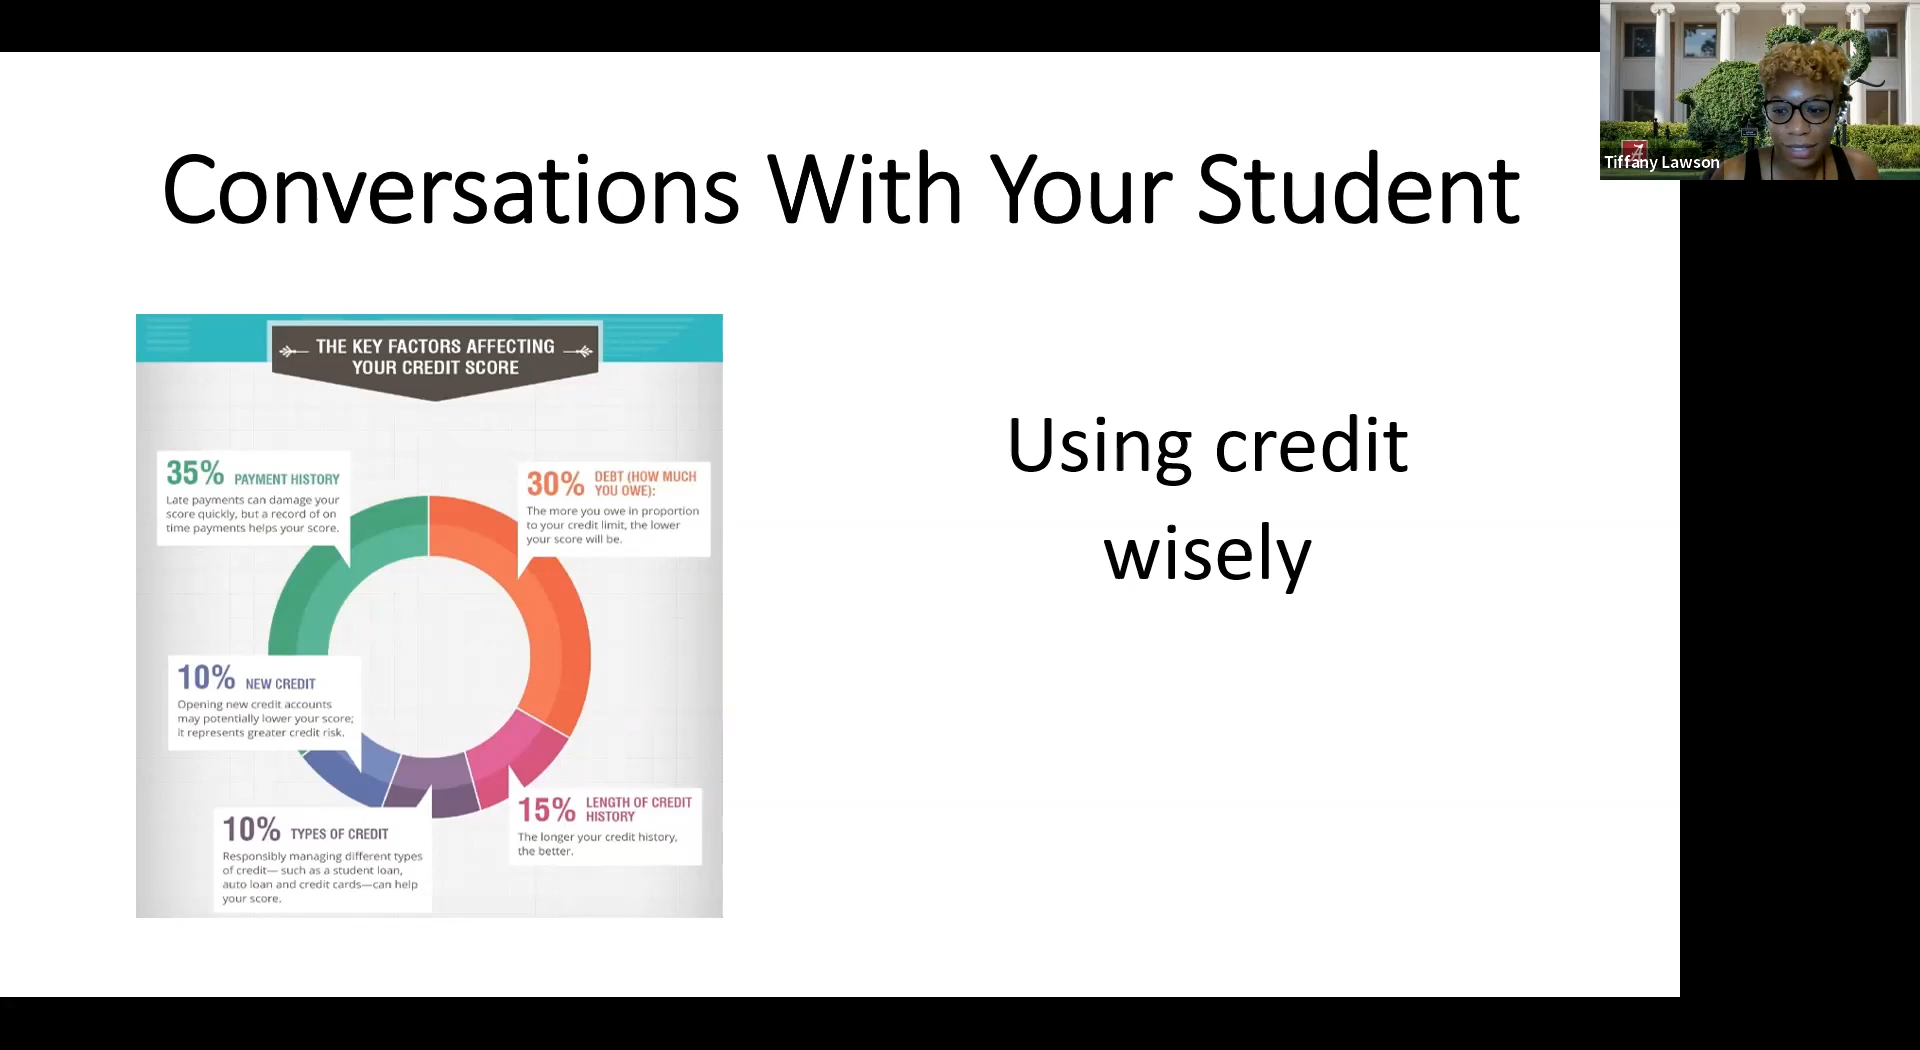 Conversations With Your Student
Tiffany Lawson
THE KEY FACTORS AFFECTING
YOUR CREDIT SCORE
35% PAYMENT HISTORY
Late payments can damage your
score quickly, but a record of on
time payments helps your score.
30% DEBT (HOW MUCH
YOU OWE):
The more you owe in proportion
to your credit limit, the lower
your score will be.
10% NEW CREDIT
Opening new credit accounts
may potentially lower your score;
it represents greater credit risk.
15% LENGTH OF CREDIT
HISTORY
The longer your credit history,
the better.
10% TYPES OF CREDIT
Responsibly managing different types
of credit— such as a student loan,
auto loan and credit cards—can help
your score.
Using credit
wisely